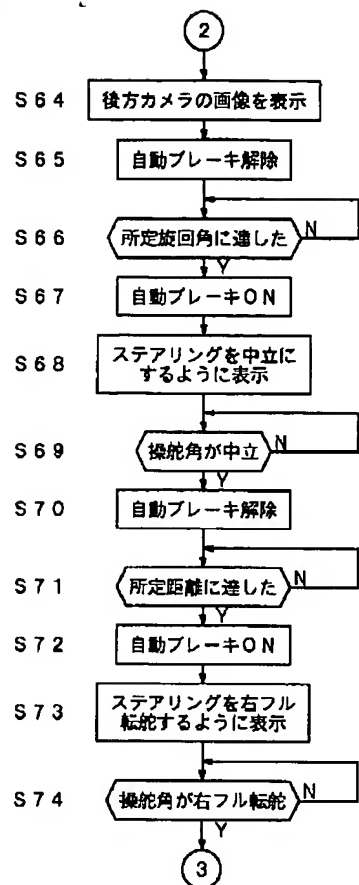 2
S64
後方カメラの画像を表示
S65
自動ブレーキ解除
S66
所定旋回角に達した
N
Y
S67
自動ブレーキON
S68
ステアリングを中立に
するように表示
S69
操舵角が中立
N
Y
S70
自動ブレーキ解除
S71
所定距離に達した
N
Y
S72
自動ブレーキON
S73
ステアリングを右フル
転舵するように表示
S74
操舵角が右フル転舵
N
Y
3